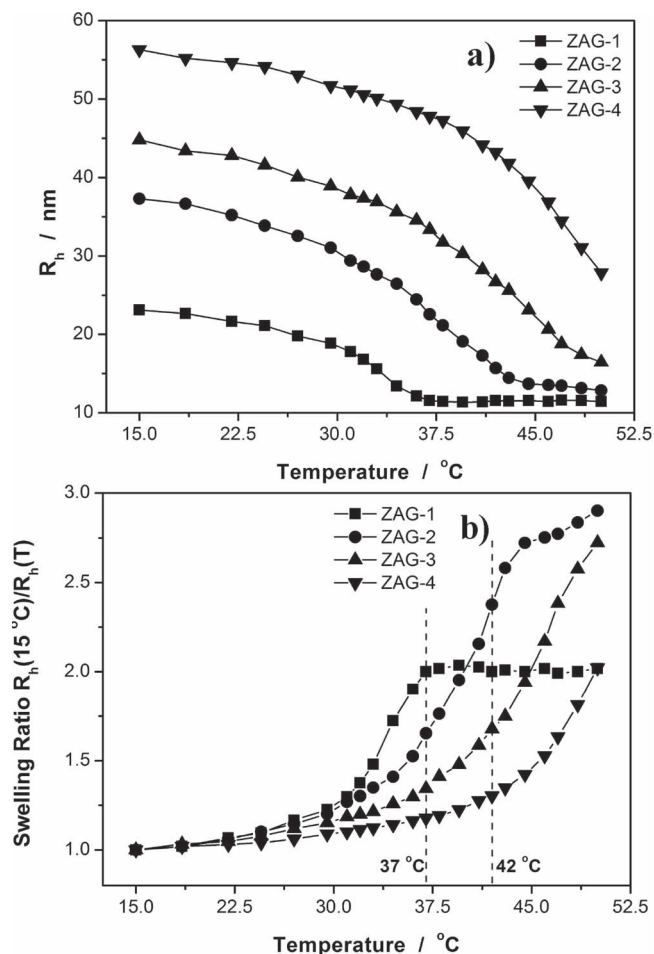 60
50
40
30
20
10
R_h / nm
a)
ZAG-1
ZAG-2
ZAG-3
ZAG-4
15.0 22.5 30.0 37.5 45.0 52.5
Temperature / °C
3.0
2.5
2.0
1.5
1.0
Swelling Ratio R_h(15 °C)/R_h(T)
b)
ZAG-1
ZAG-2
ZAG-3
ZAG-4
37 °C 42 °C
15.0 22.5 30.0 37.5 45.0 52.5
Temperature / °C